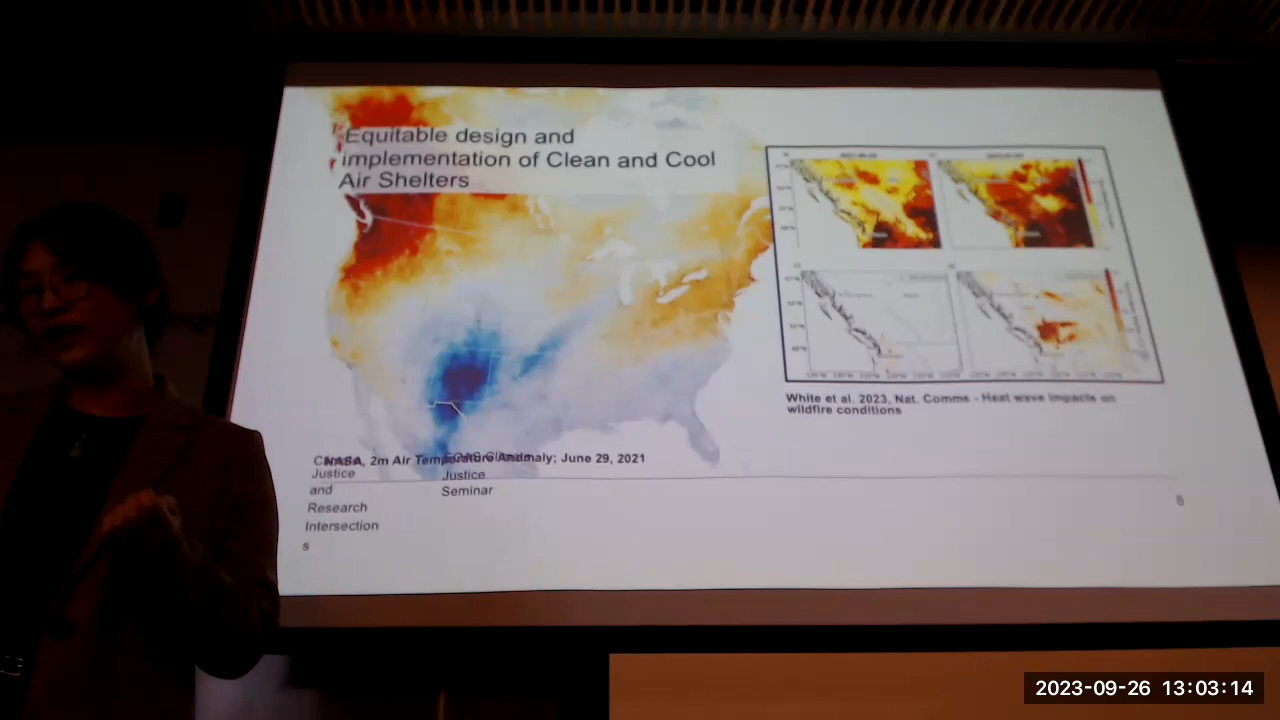 Equitable design and
implementation of Clean and Cool
Air Shelters
White et al. 2023, Nat. Comms - Heat wave impacts on
wildfire conditions
NASA, 2m Air Temperature Anomaly; June 29, 2021
Justice
and
Research
Intersection
s
Justice
Seminar
8
2023-09-26 13:03:14